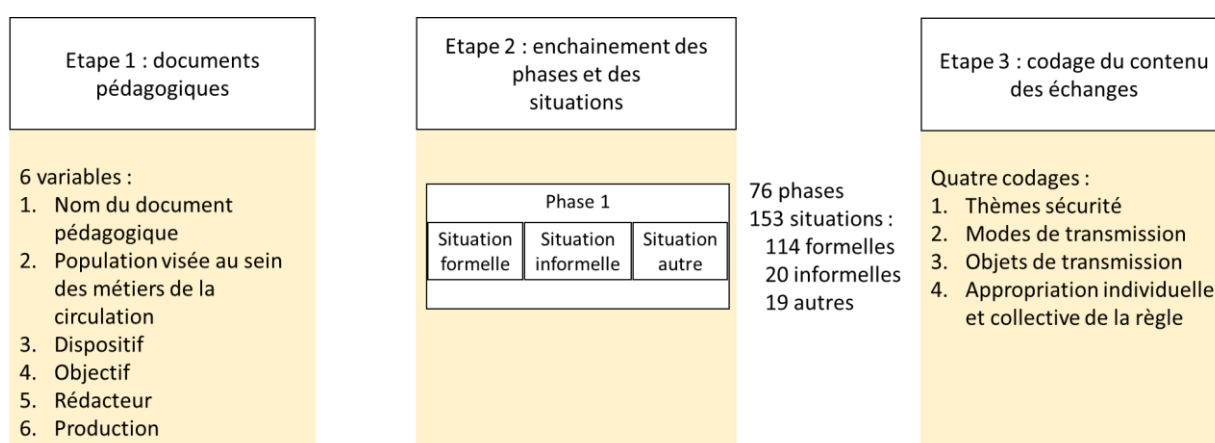 Etape 1 : documents
pédagogiques
6 variables :
1. Nom du document
pédagogique
2. Population visée au sein
des métiers de la
circulation
3. Dispositif
4. Objectif
5. Rédacteur
6. Production
Etape 2 : enchainement des
phases et des
situations
Phase 1
Situation
formelle
Situation
informelle
Situation
autre
76 phases
153 situations :
114 formelles
20 informelles
19 autres
Etape 3 : codage du contenu
des échanges
Quatre codages :
1. Thèmes sécurité
2. Modes de transmission
3. Objets de transmission
4. Appropriation individuelle
et collective de la règle